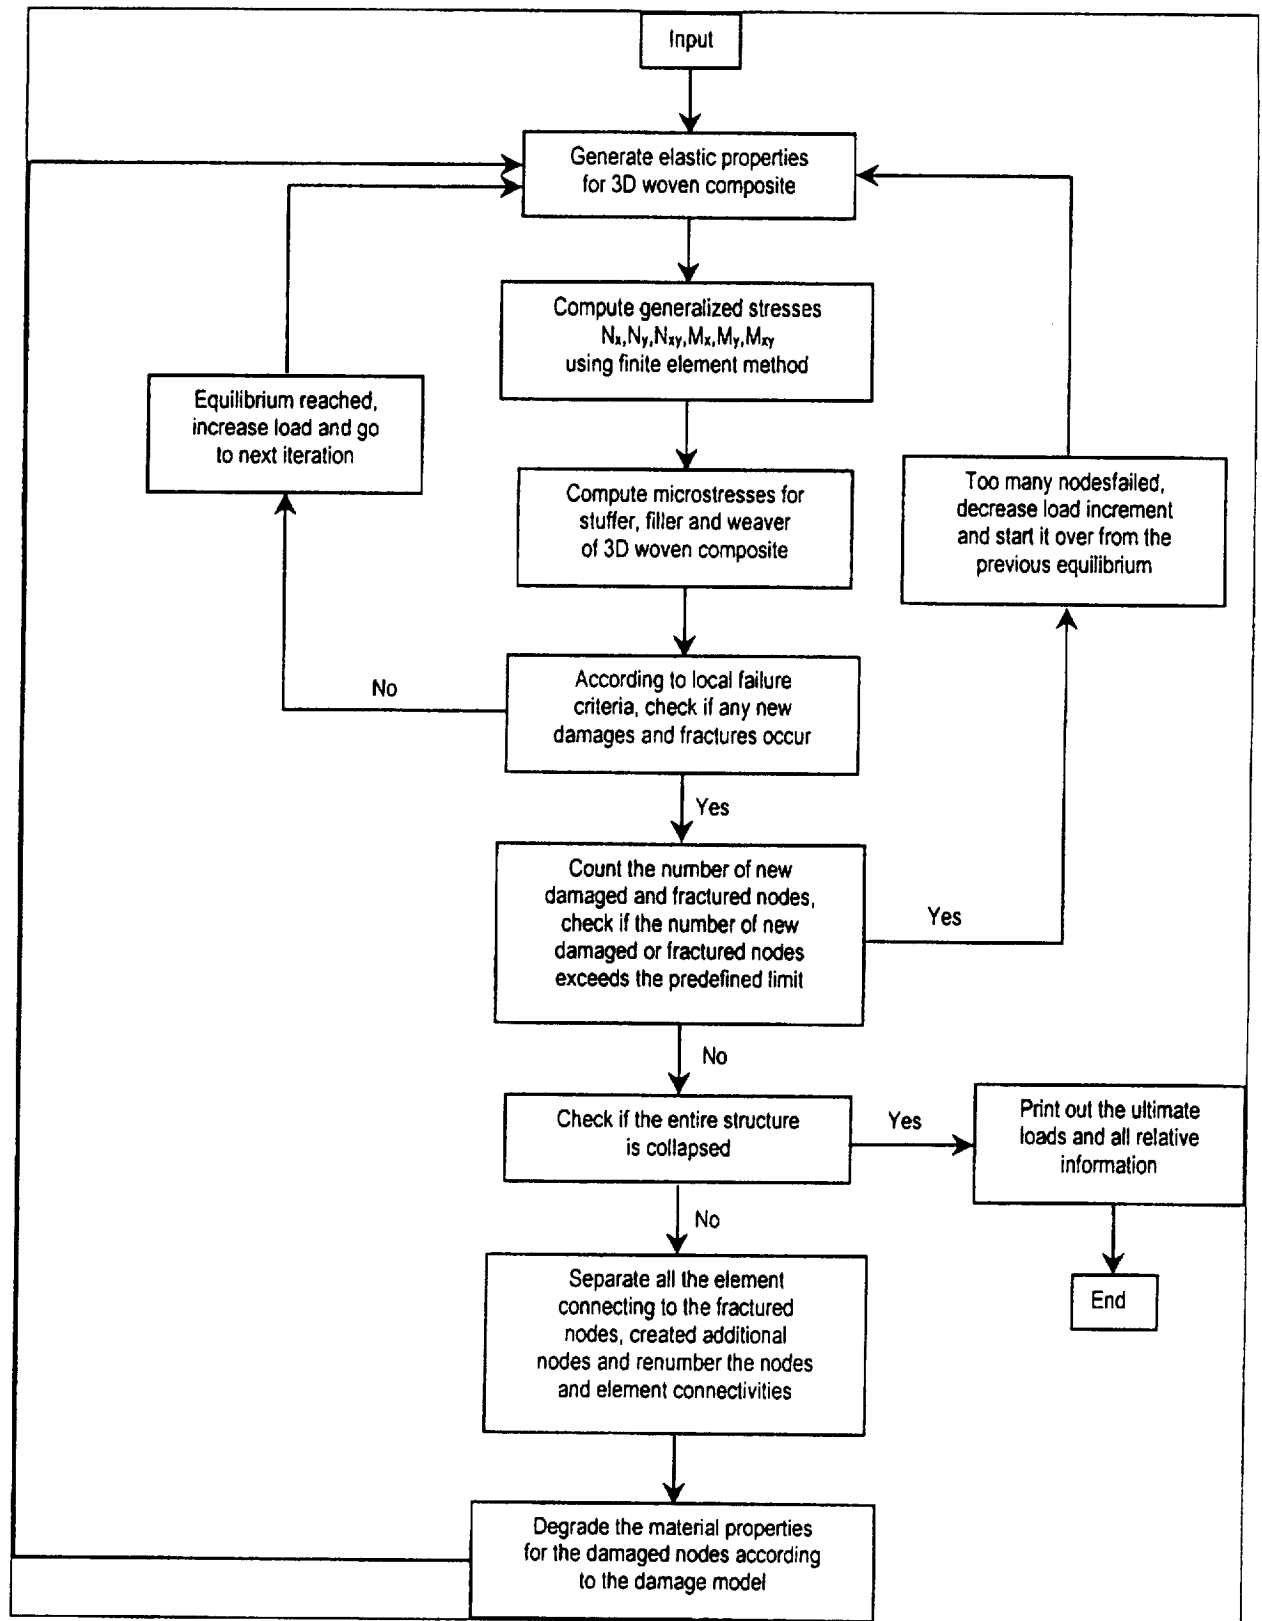 Input
Generate elastic properties
for 3D woven composite
Compute generalized stresses
Nx,Ny,Nxy,Mx,My,Mxy
using finite element method
Equilibrium reached,
increase load and go
to next iteration
Compute microstresses for
stuffer, filler and weaver
of 3D woven composite
Too many nodesfailed,
decrease load increment
and start it over from the
previous equilibrium
No
According to local failure
criteria, check if any new
damages and fractures occur
Yes
Count the number of new
damaged and fractured nodes,
check if the number of new
damaged or fractured nodes
exceeds the predefined limit
Yes
No
Check if the entire structure
is collapsed
Yes
Print out the ultimate
loads and all relative
information
No
Separate all the element
connecting to the fractured
nodes, created additional
nodes and renumber the nodes
and element connectivities
End
Degrade the material properties
for the damaged nodes according
to the damage model